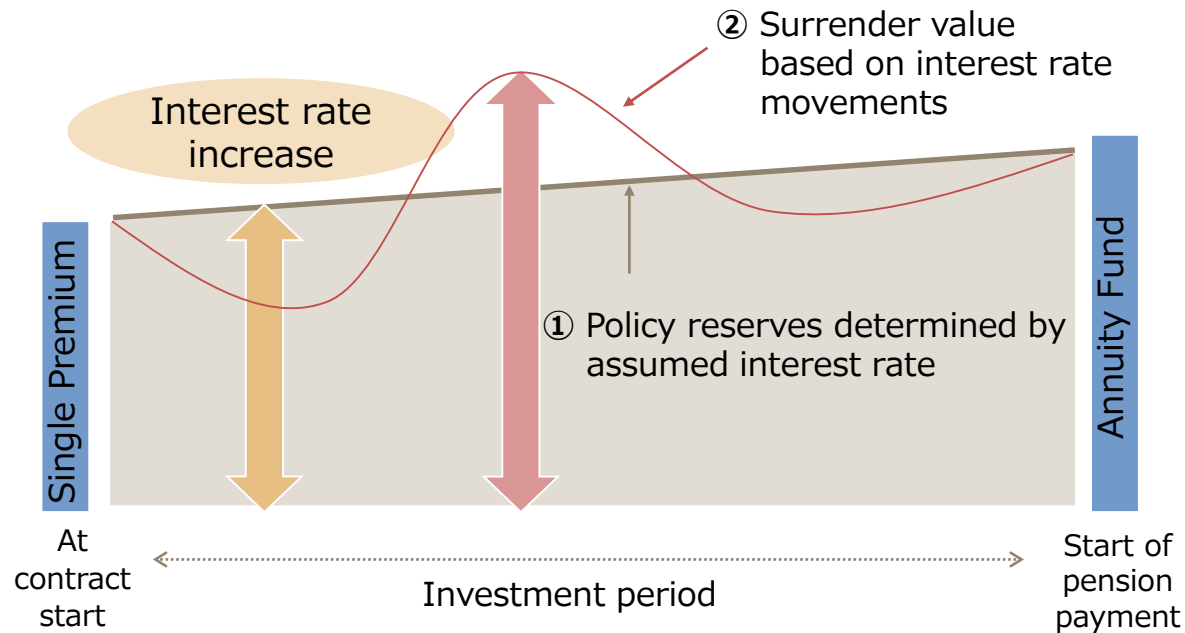 ② Surrender value
based on interest rate
movements
Interest rate
increase
① Policy reserves determined by
assumed interest rate
Single Premium
Annuity Fund
At
contract
start
Investment period
Start of
pension
payment